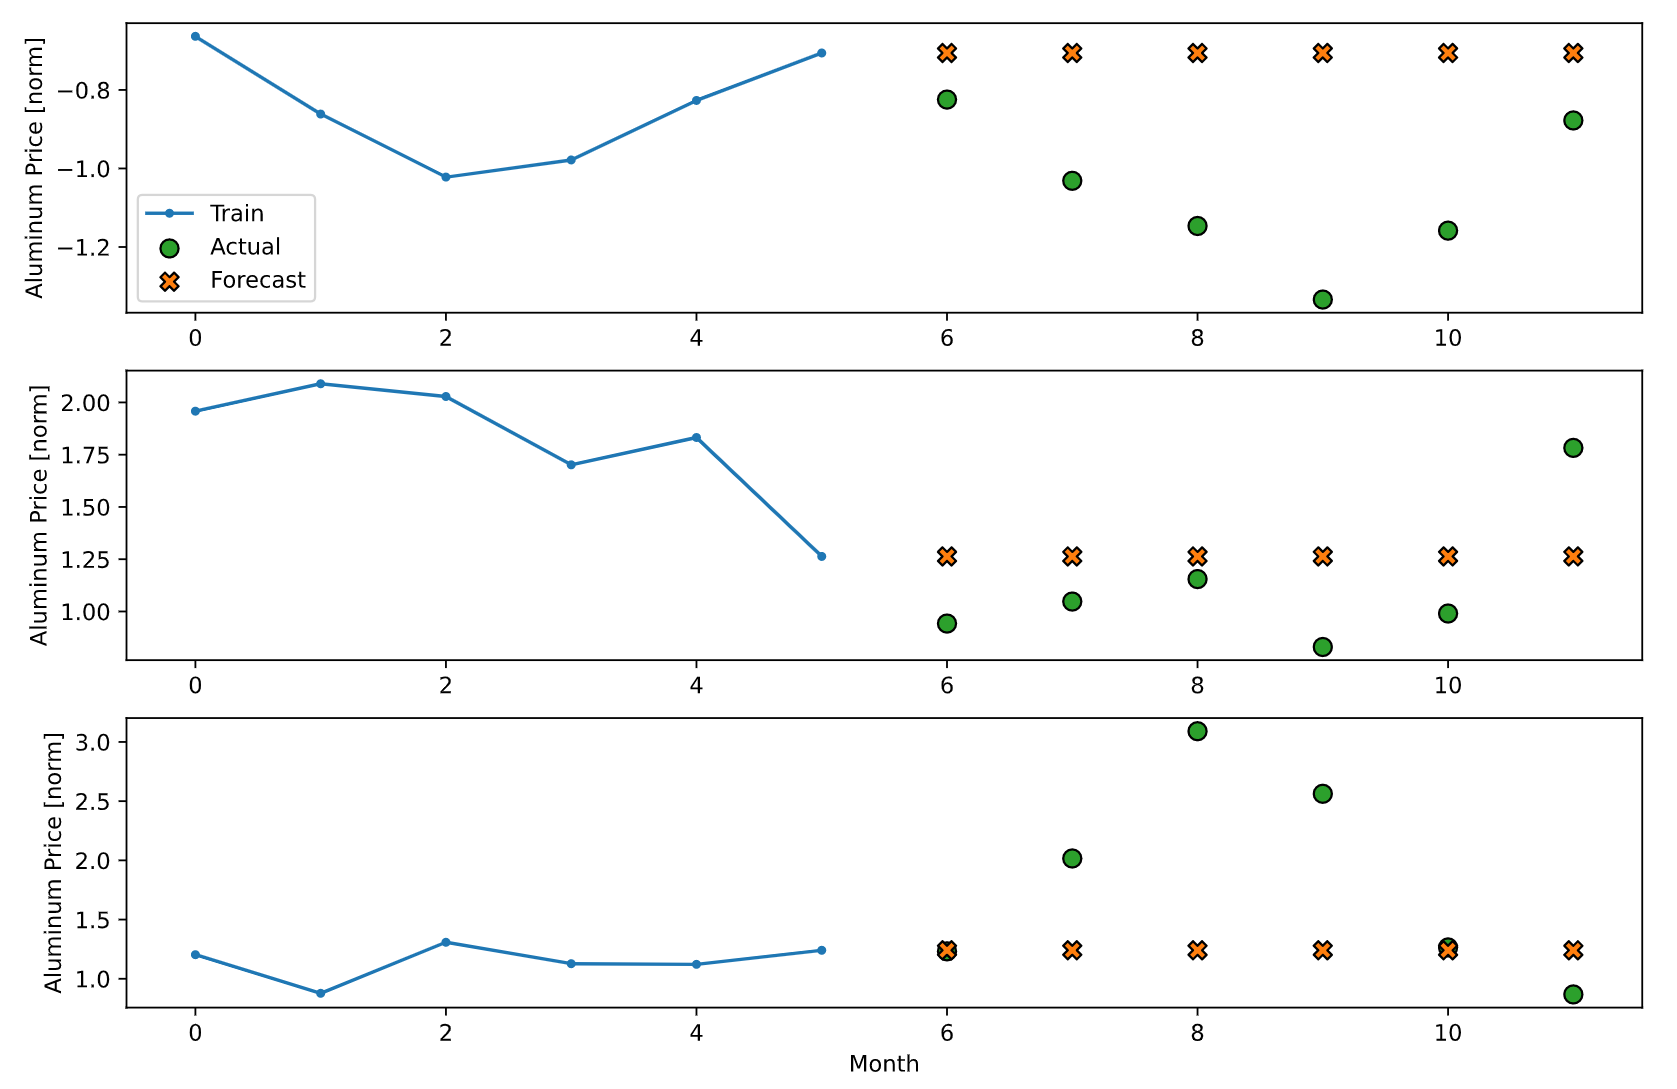 Aluminum Price [norm]
−0.8
−1.0
−1.2
Train
Actual
Forecast
0 2 4 6 8 10
Aluminum Price [norm]
2.00
1.75
1.50
1.25
1.00
0 2 4 6 8 10
Aluminum Price [norm]
3.0
2.5
2.0
1.5
1.0
0 2 4 6 8 10
Month